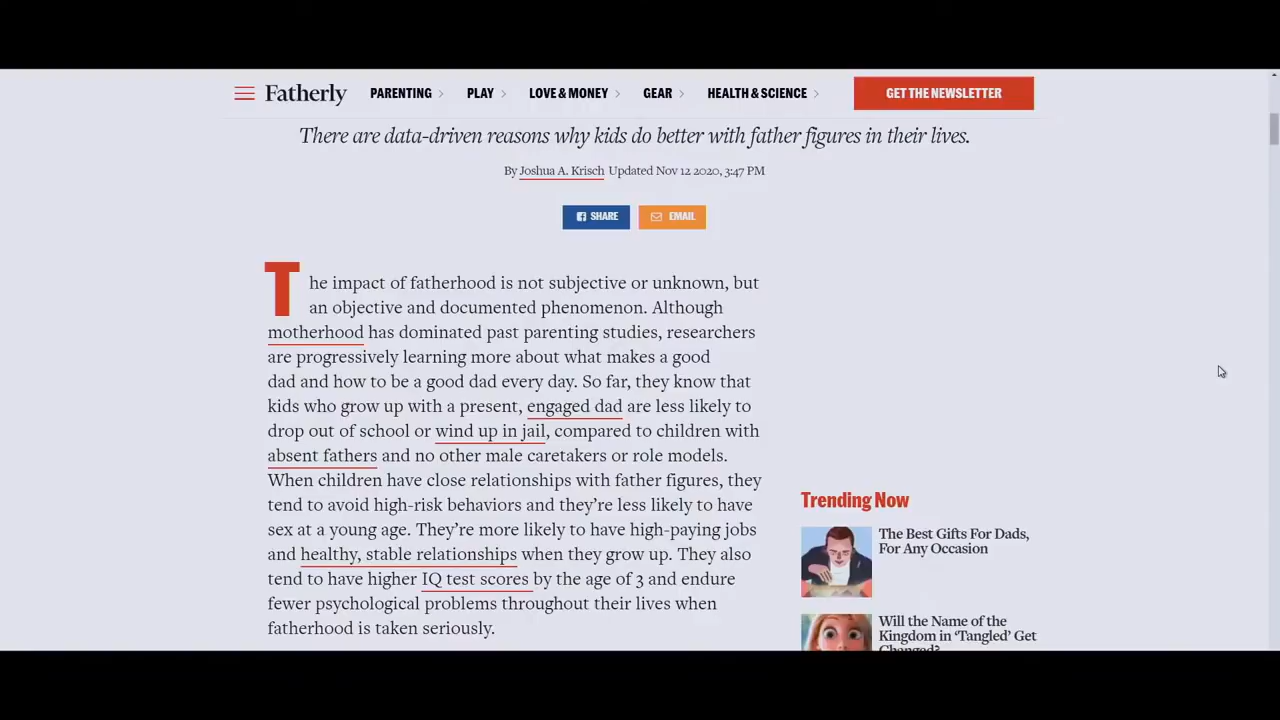 Fatherly
PARENTING
PLAY
LOVE & MONEY
GEAR
HEALTH & SCIENCE
GET THE NEWSLETTER
There are data-driven reasons why kids do better with father figures in their lives.
By Joshua A. Krisch Updated Nov 12 2020, 3:47 PM
SHARE
EMAIL
The impact of fatherhood is not subjective or unknown, but
an objective and documented phenomenon. Although
motherhood has dominated past parenting studies, researchers
are progressively learning more about what makes a good
dad and how to be a good dad every day. So far, they know that
kids who grow up with a present, engaged dad are less likely to
drop out of school or wind up in jail, compared to children with
absent fathers and no other male caretakers or role models.
When children have close relationships with father figures, they
tend to avoid high-risk behaviors and they're less likely to have
sex at a young age. They're more likely to have high-paying jobs
and healthy, stable relationships when they grow up. They also
tend to have higher IQ test scores by the age of 3 and endure
fewer psychological problems throughout their lives when
fatherhood is taken seriously.
Trending Now
The Best Gifts For Dads,
For Any Occasion
Will the Name of the
Kingdom in 'Tangled' Get
Changed?